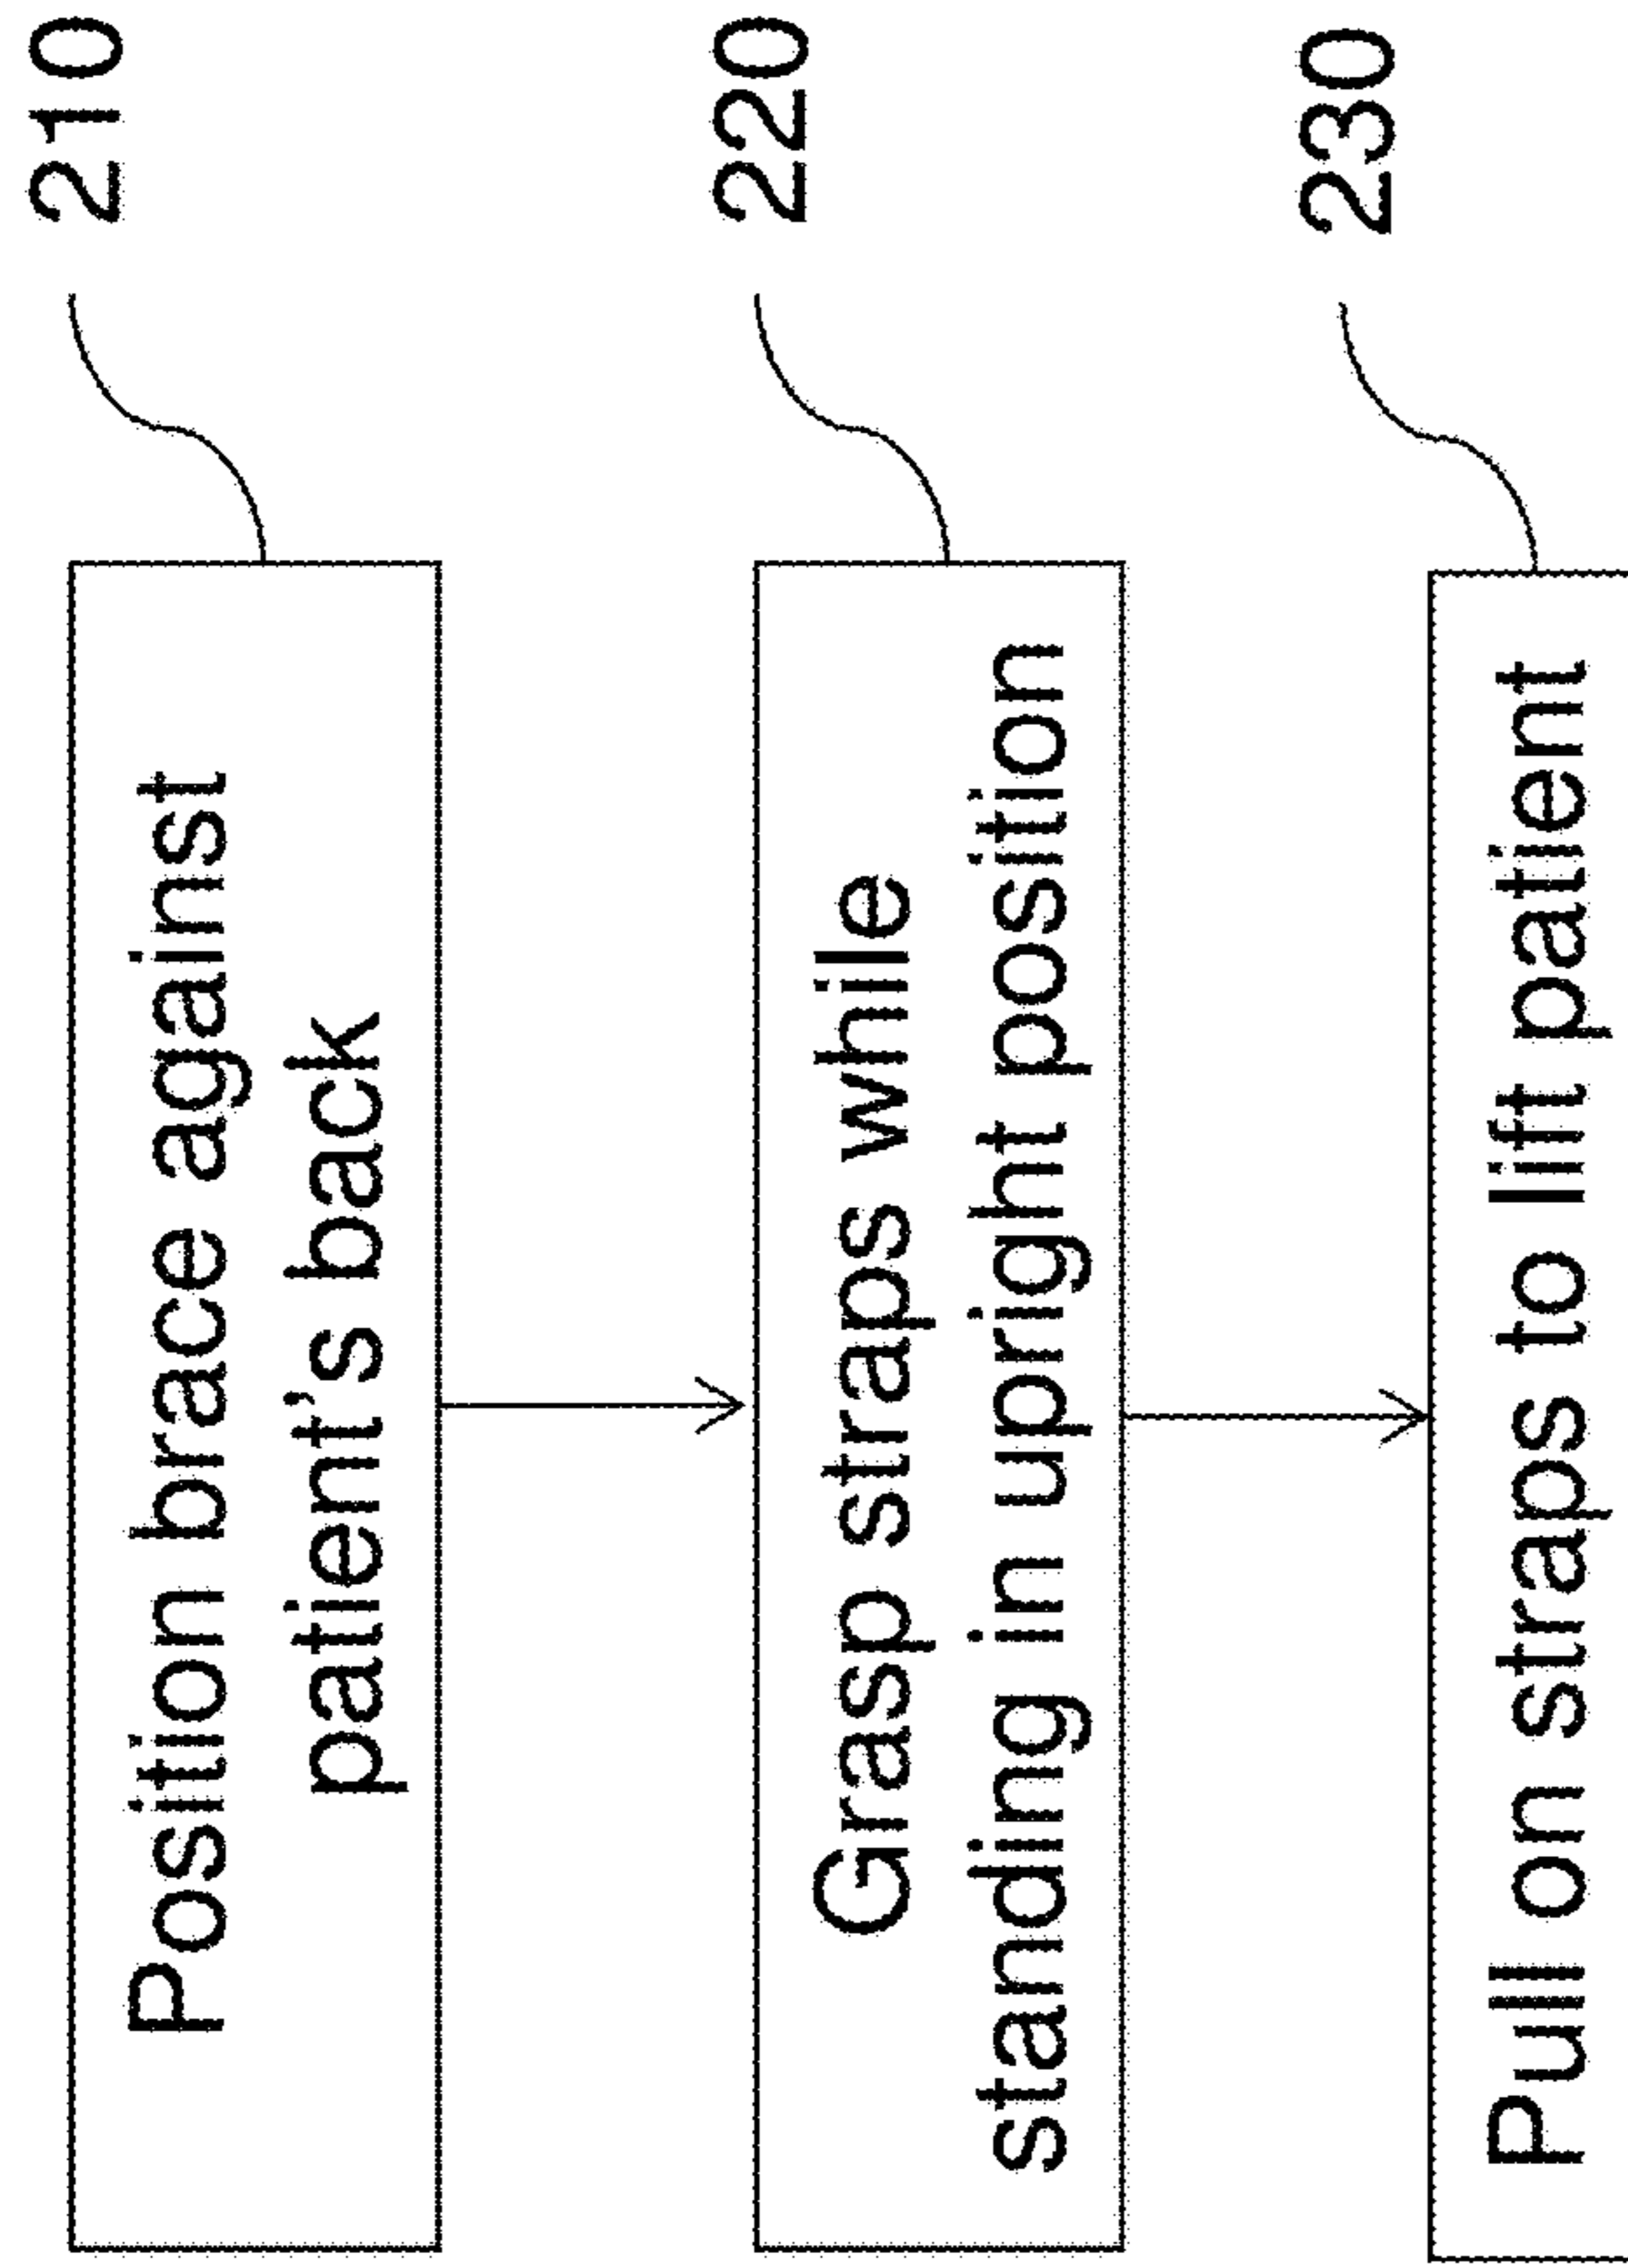 Position brace against
patient's back
210
Grasp straps while
standing in upright position
220
Pull on straps to lift patient
230